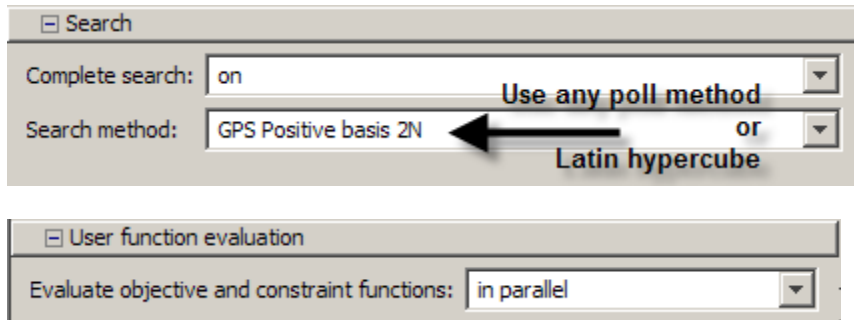 Search
Complete search: on
Use any poll method
Search method: GPS Positive basis 2N or
Latin hypercube
User function evaluation
Evaluate objective and constraint functions: in parallel